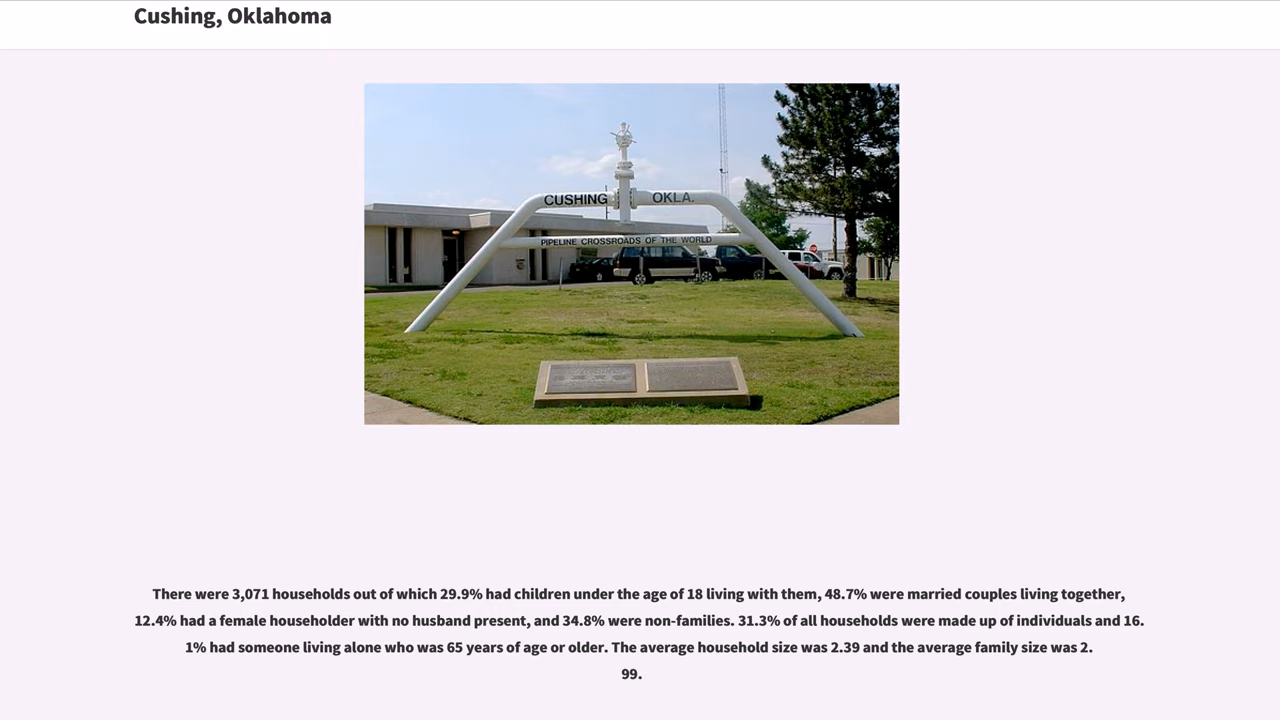 Cushing, Oklahoma
CUSHING OKLA.
PIPELINE CROSSROADS OF THE WORLD
There were 3,071 households out of which 29.9% had children under the age of 18 living with them, 48.7% were married couples living together,
12.4% had a female householder with no husband present, and 34.8% were non-families. 31.3% of all households were made up of individuals and 16.
1% had someone living alone who was 65 years of age or older. The average household size was 2.39 and the average family size was 2.
99.